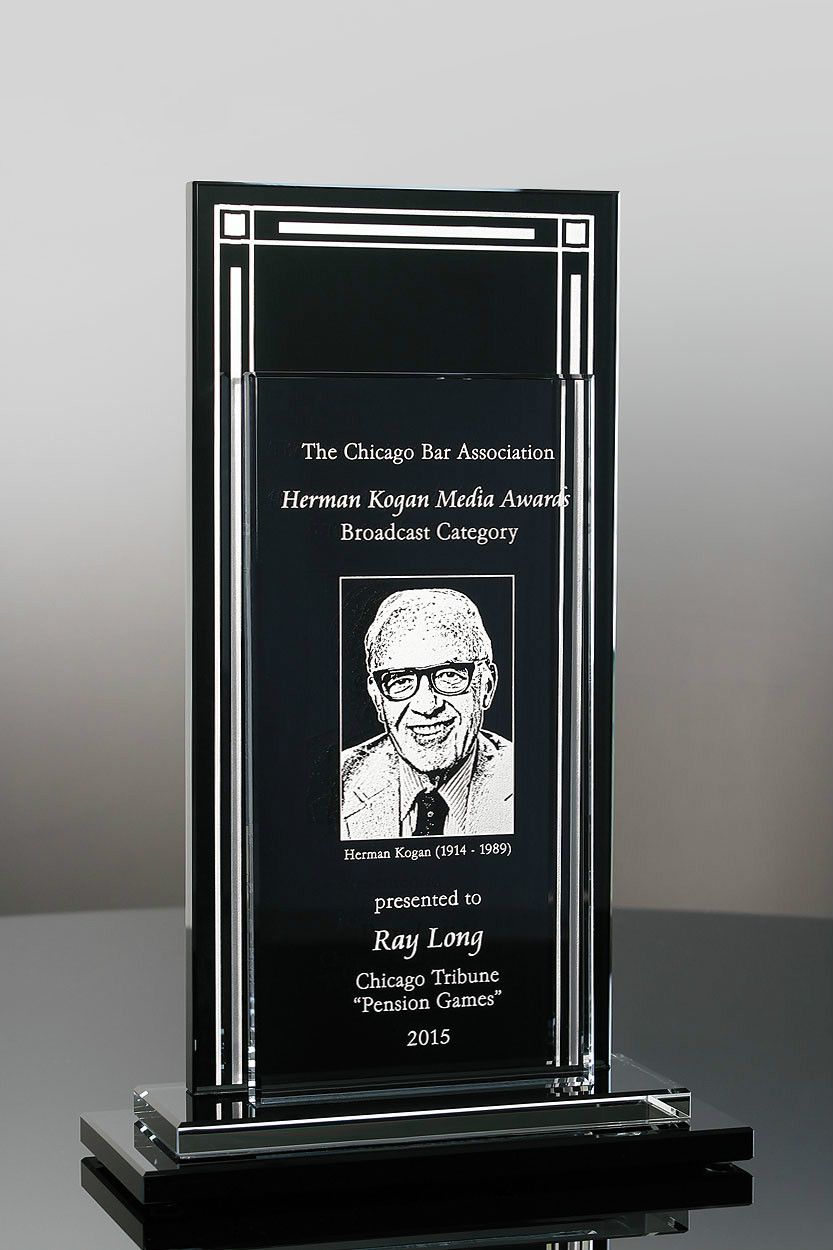 The Chicago Bar Association
Herman Kogan Media Awards
Broadcast Category
Herman Kogan (1914 - 1989)
presented to
Ray Long
Chicago Tribune
“Pension Games”
2015